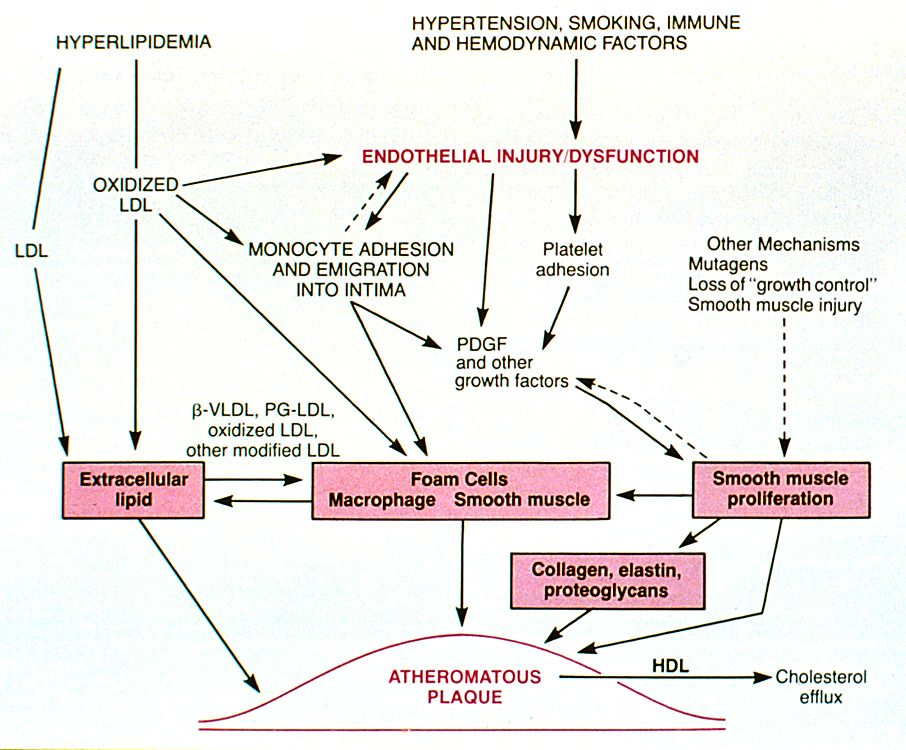 HYPERTENSION, SMOKING, IMMUNE
AND HEMODYNAMIC FACTORS
HYPERLIPIDEMIA
ENDOTHELIAL INJURY/DYSFUNCTION
OXIDIZED
LDL
LDL
MONOCYTE ADHESION
AND EMIGRATION
INTO INTIMA
Platelet
adhesion
Other Mechanisms
Mutagens
Loss of "growth control"
Smooth muscle injury
PDGF
and other
growth factors
β-VLDL, PG-LDL,
oxidized LDL,
other modified LDL
Extracellular
lipid
Foam Cells
Macrophage Smooth muscle
Smooth muscle
proliferation
Collagen, elastin,
proteoglycans
ATHEROMATOUS
PLAQUE
HDL
Cholesterol
efflux